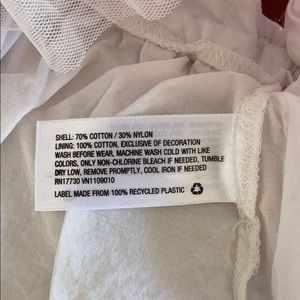 SHELL: 70% COTTON / 30% NYLON
LINING: 100% COTTON, EXCLUSIVE OF DECORATION
WASH BEFORE WEAR, MACHINE WASH COLD WITH LIKE
COLORS, ONLY NON-CHLORINE BLEACH IF NEEDED, TUMBLE
DRY LOW, REMOVE PROMPTLY, COOL IRON IF NEEDED
RN17730 VN1109010
LABEL MADE FROM 100% RECYCLED PLASTIC